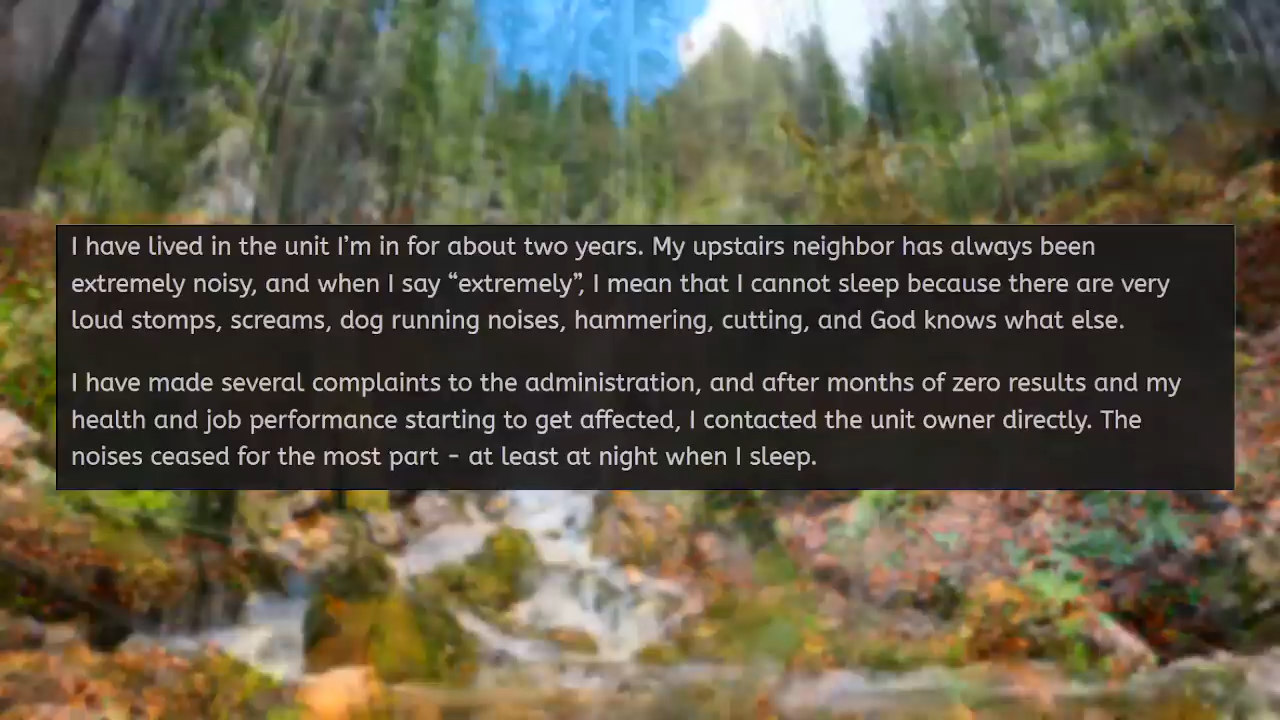 I have lived in the unit I’m in for about two years. My upstairs neighbor has always been
extremely noisy, and when I say “extremely”, I mean that I cannot sleep because there are very
loud stomps, screams, dog running noises, hammering, cutting, and God knows what else.
I have made several complaints to the administration, and after months of zero results and my
health and job performance starting to get affected, I contacted the unit owner directly. The
noises ceased for the most part - at least at night when I sleep.